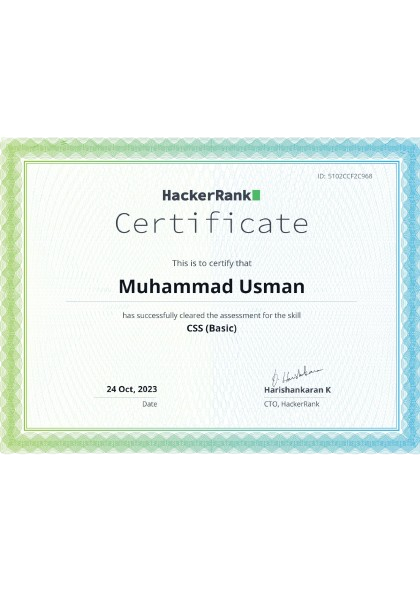 ID: 5102CCF2C968
HackerRank
Certificate
This is to certify that
Muhammad Usman
has successfully cleared the assessment for the skill
CSS (Basic)
24 Oct, 2023
Date
Harishankaran K
CTO, HackerRank